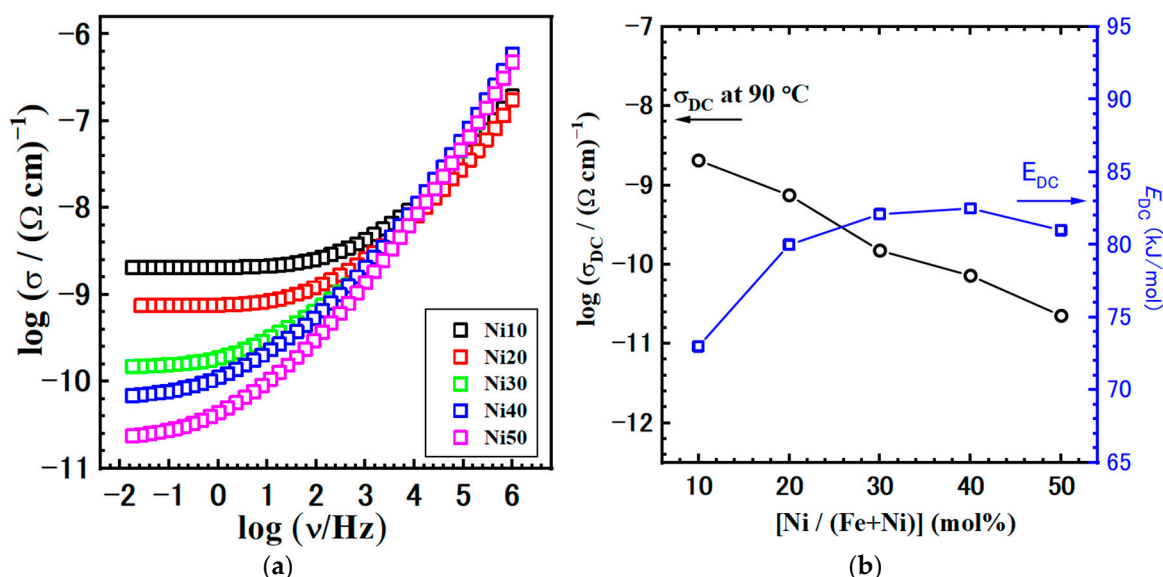 −6
−7
−8
−9
−10
−11
log (σ / (Ω cm)⁻¹
Ni10
Ni20
Ni30
Ni40
Ni50
−2 −1 0 1 2 3 4 5 6
log (ν/Hz)
(a)
−7
−8
−9
−10
−11
−12
log (σDC / (Ω cm)⁻¹
σDC at 90 °C
EDC
95
90
85
80
75
70
65
EDC (kJ/mol)
10 20 30 40 50
[Ni / (Fe+Ni)] (mol%)
(b)